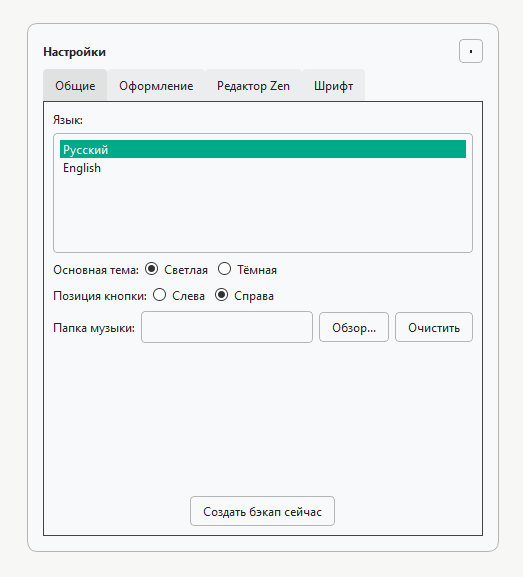 Настройки
Общие Оформление Редактор Zen Шрифт
Язык:
Русский
English
Основная тема: Светлая Тёмная
Позиция кнопки: Слева Справа
Папка музыки: Обзор... Очистить
Создать бэкап сейчас